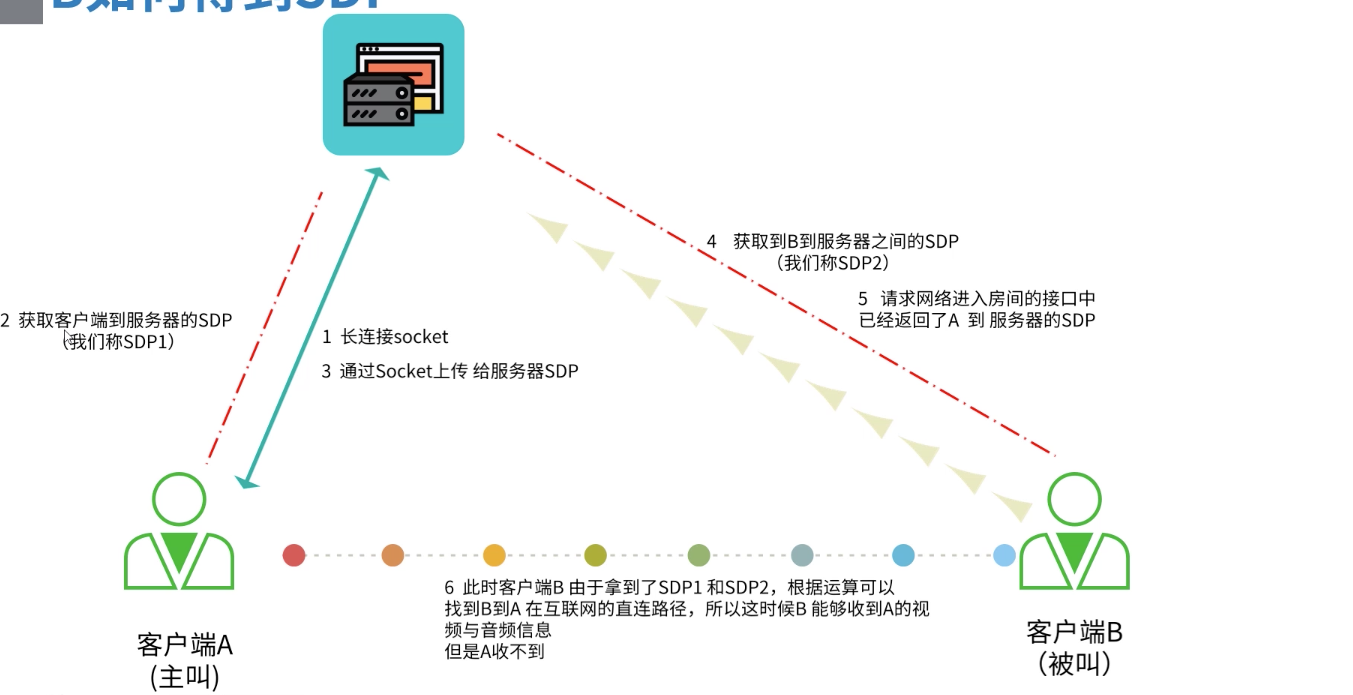 B如何得到SDP
4 获取到B到服务器之间的SDP
（我们称SDP2）
5 请求网络进入房间的接口中
已经返回了A 到 服务器的SDP
2 获取客户端到服务器的SDP
（我们称SDP1）
1 长连接socket
3 通过Socket上传 给服务器SDP
6 此时客户端B 由于拿到了SDP1 和SDP2，根据运算可以
找到B到A 在互联网的直连路径，所以这时候B 能够收到A的视
频与音频信息
但是A收不到
客户端A
(主叫)
客户端B
（被叫）